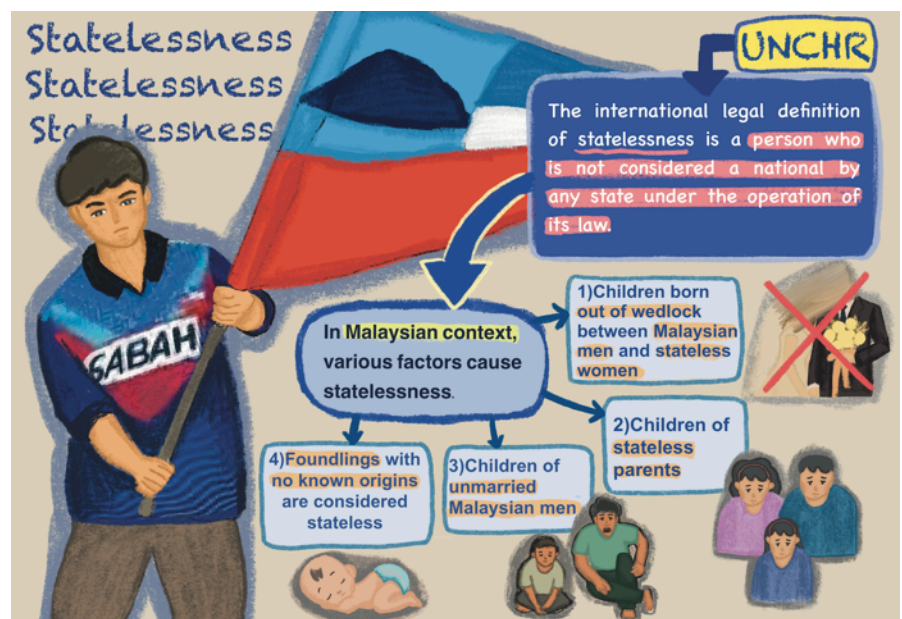 Statelessness
Statelessness
Statelessness
UNCHR
The international legal definition
of statelessness is a person who
is not considered a national by
any state under the operation of
its law.
In Malaysian context,
various factors cause
statelessness.
1)Children born
out of wedlock
between Malaysian
men and stateless
women
2)Children of
stateless
parents
3)Children of
unmarried
Malaysian men
4)Foundlings with
no known origins
are considered
stateless
SABAH